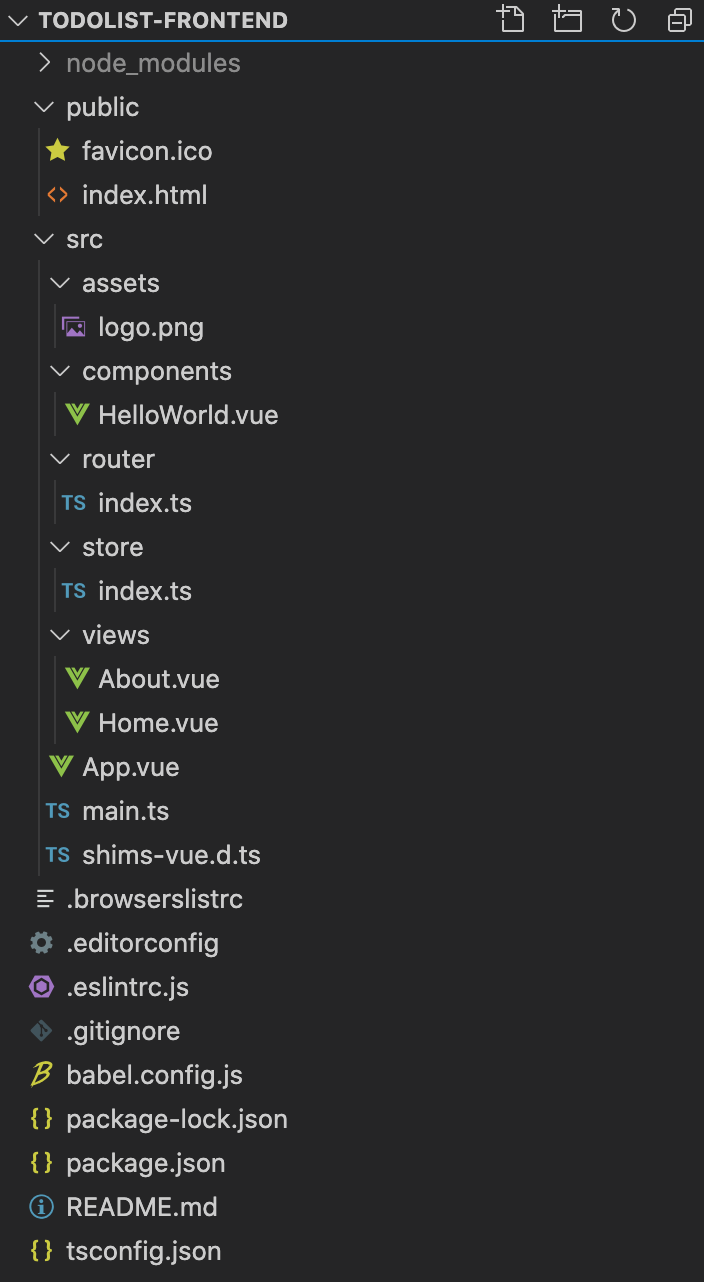 TODOLIST-FRONTEND
node_modules
public
favicon.ico
index.html
src
assets
logo.png
components
HelloWorld.vue
router
TS index.ts
store
TS index.ts
views
About.vue
Home.vue
App.vue
TS main.ts
TS shims-vue.d.ts
.browserslistrc
.editorconfig
.eslintrc.js
.gitignore
babel.config.js
{} package-lock.json
{} package.json
README.md
{} tsconfig.json